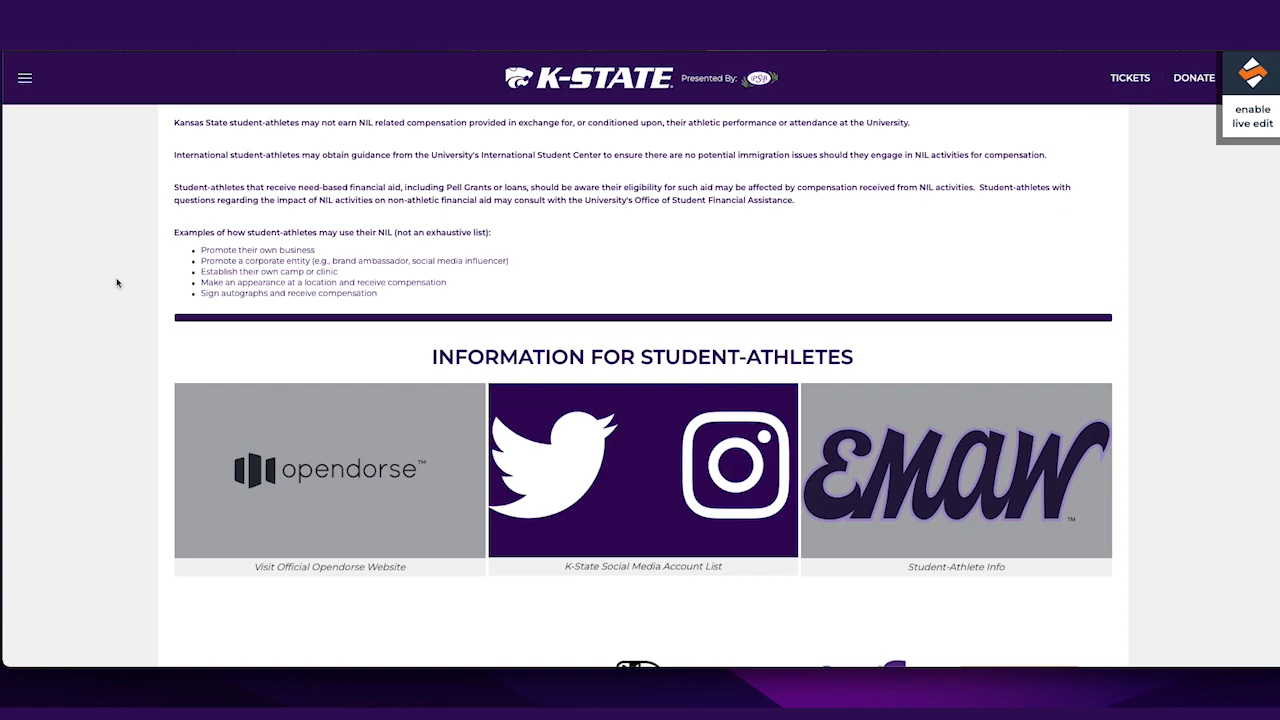 K-STATE Presented By: PSB TICKETS DONATE
enable
live edit
Kansas State student-athletes may not earn NIL related compensation provided in exchange for, or conditioned upon, their athletic performance or attendance at the University.
International student-athletes may obtain guidance from the University's International Student Center to ensure there are no potential immigration issues should they engage in NIL activities for compensation.
Student-athletes that receive need-based financial aid, including Pell Grants or loans, should be aware their eligibility for such aid may be affected by compensation received from NIL activities.  Student-athletes with
questions regarding the impact of NIL activities on non-athletic financial aid may consult with the University's Office of Student Financial Assistance.
Examples of how student-athletes may use their NIL (not an exhaustive list):
• Promote their own business
• Promote a corporate entity (e.g., brand ambassador, social media influencer)
• Establish their own camp or clinic
• Make an appearance at a location and receive compensation
• Sign autographs and receive compensation
INFORMATION FOR STUDENT-ATHLETES
opendorse™
EMAW™
Visit Official Opendorse Website
K-State Social Media Account List
Student-Athlete Info